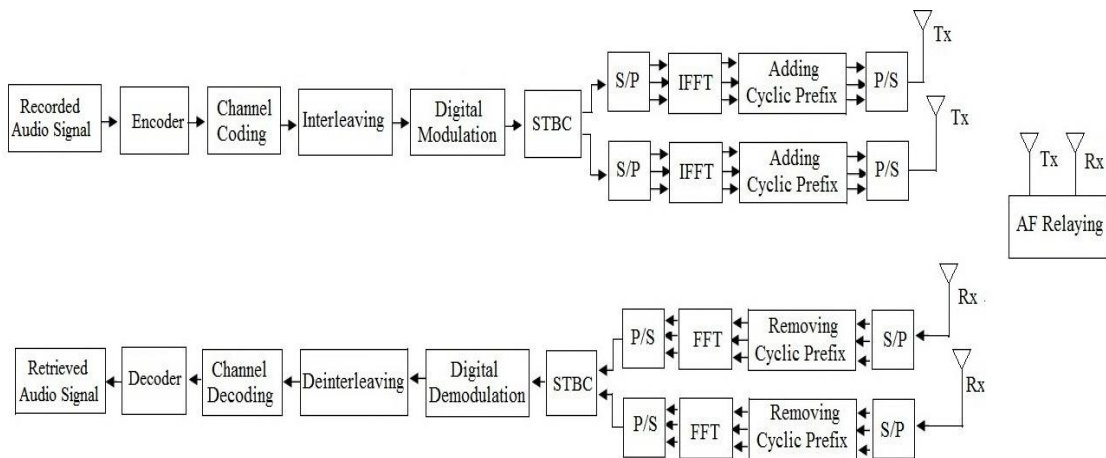 Tx
S/P
IFFT
Adding
Cyclic Prefix
P/S
Recorded
Audio Signal
Encoder
Channel
Coding
Interleaving
Digital
Modulation
STBC
Tx
S/P
IFFT
Adding
Cyclic Prefix
P/S
Tx
Rx
AF Relaying
Rx
P/S
FFT
Removing
Cyclic Prefix
S/P
Retrieved
Audio Signal
Decoder
Channel
Decoding
Deinterleaving
Digital
Demodulation
STBC
Rx
P/S
FFT
Removing
Cyclic Prefix
S/P